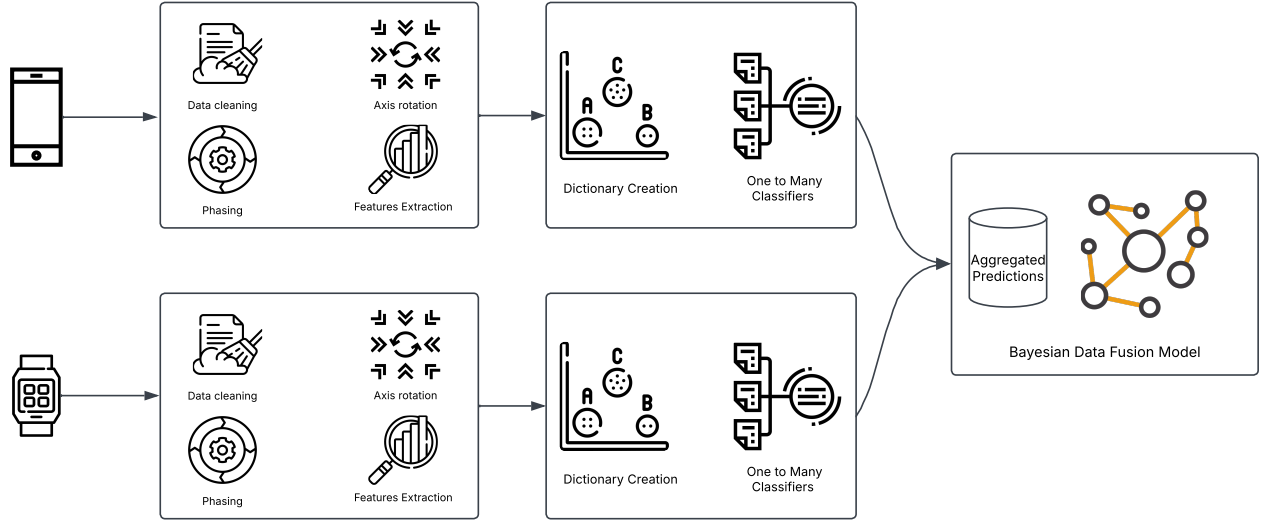 Data cleaning
Axis rotation
Phasing
Features Extraction
C
A
B
Dictionary Creation
One to Many
Classifiers
Aggregated
Predictions
Bayesian Data Fusion Model
Data cleaning
Axis rotation
Phasing
Features Extraction
C
A
B
Dictionary Creation
One to Many
Classifiers